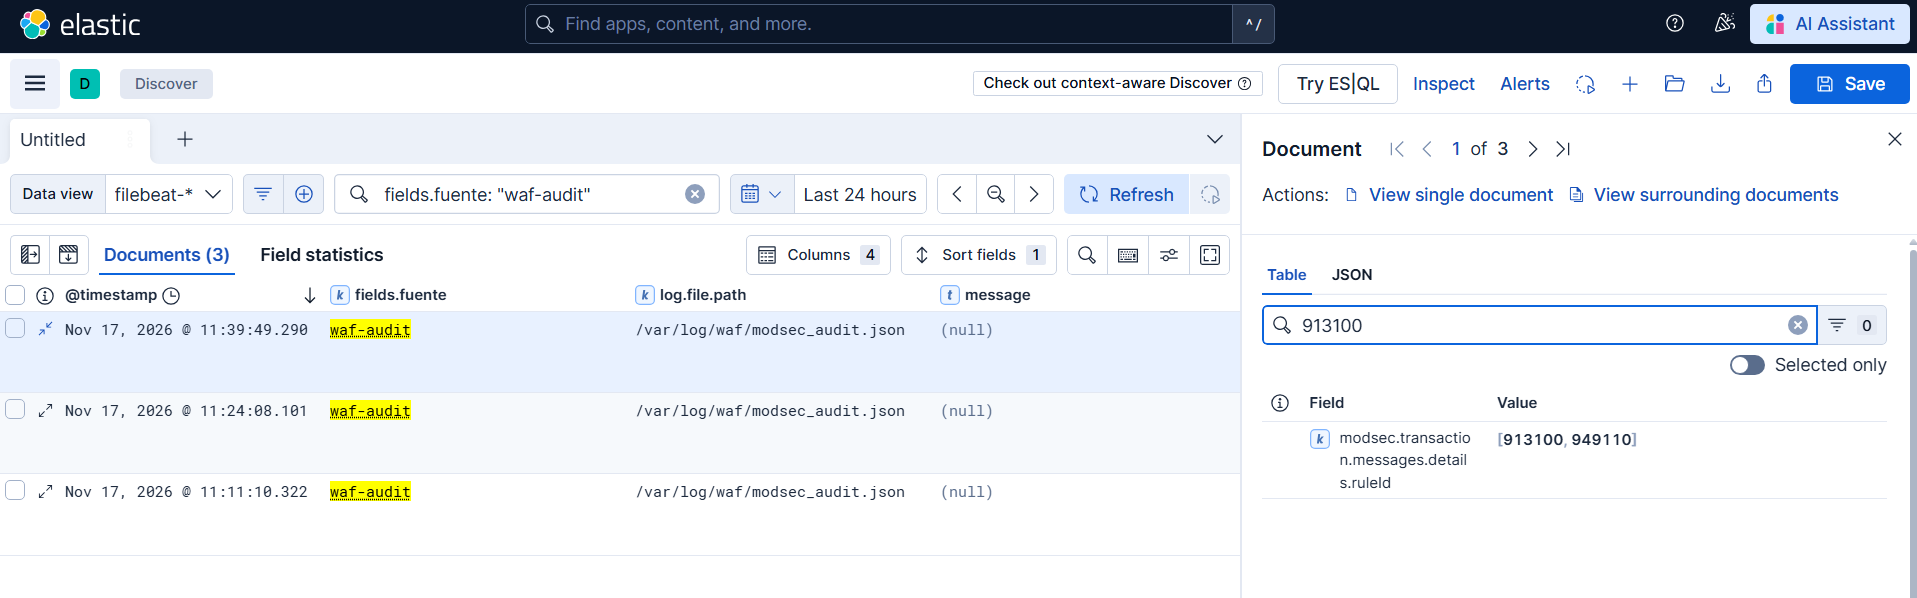 elastic
Find apps, content, and more.
^/
AI Assistant
D
Discover
Check out context-aware Discover
Try ES|QL
Inspect
Alerts
Save
Untitled
Data view
filebeat-*
fields.fuente: "waf-audit"
Last 24 hours
Refresh
Documents (3)
Field statistics
Columns 4
Sort fields 1
@timestamp
k fields.fuente
k log.file.path
t message
Nov 17, 2026 @ 11:39:49.290 waf-audit /var/log/waf/modsec_audit.json (null)
Nov 17, 2026 @ 11:24:08.101 waf-audit /var/log/waf/modsec_audit.json (null)
Nov 17, 2026 @ 11:11:10.322 waf-audit /var/log/waf/modsec_audit.json (null)
Document
1 of 3
Actions: View single document View surrounding documents
Table JSON
913100
0
Selected only
Field Value
k modsec.transactio [913100, 949110]
n.messages.detail
s.ruleId